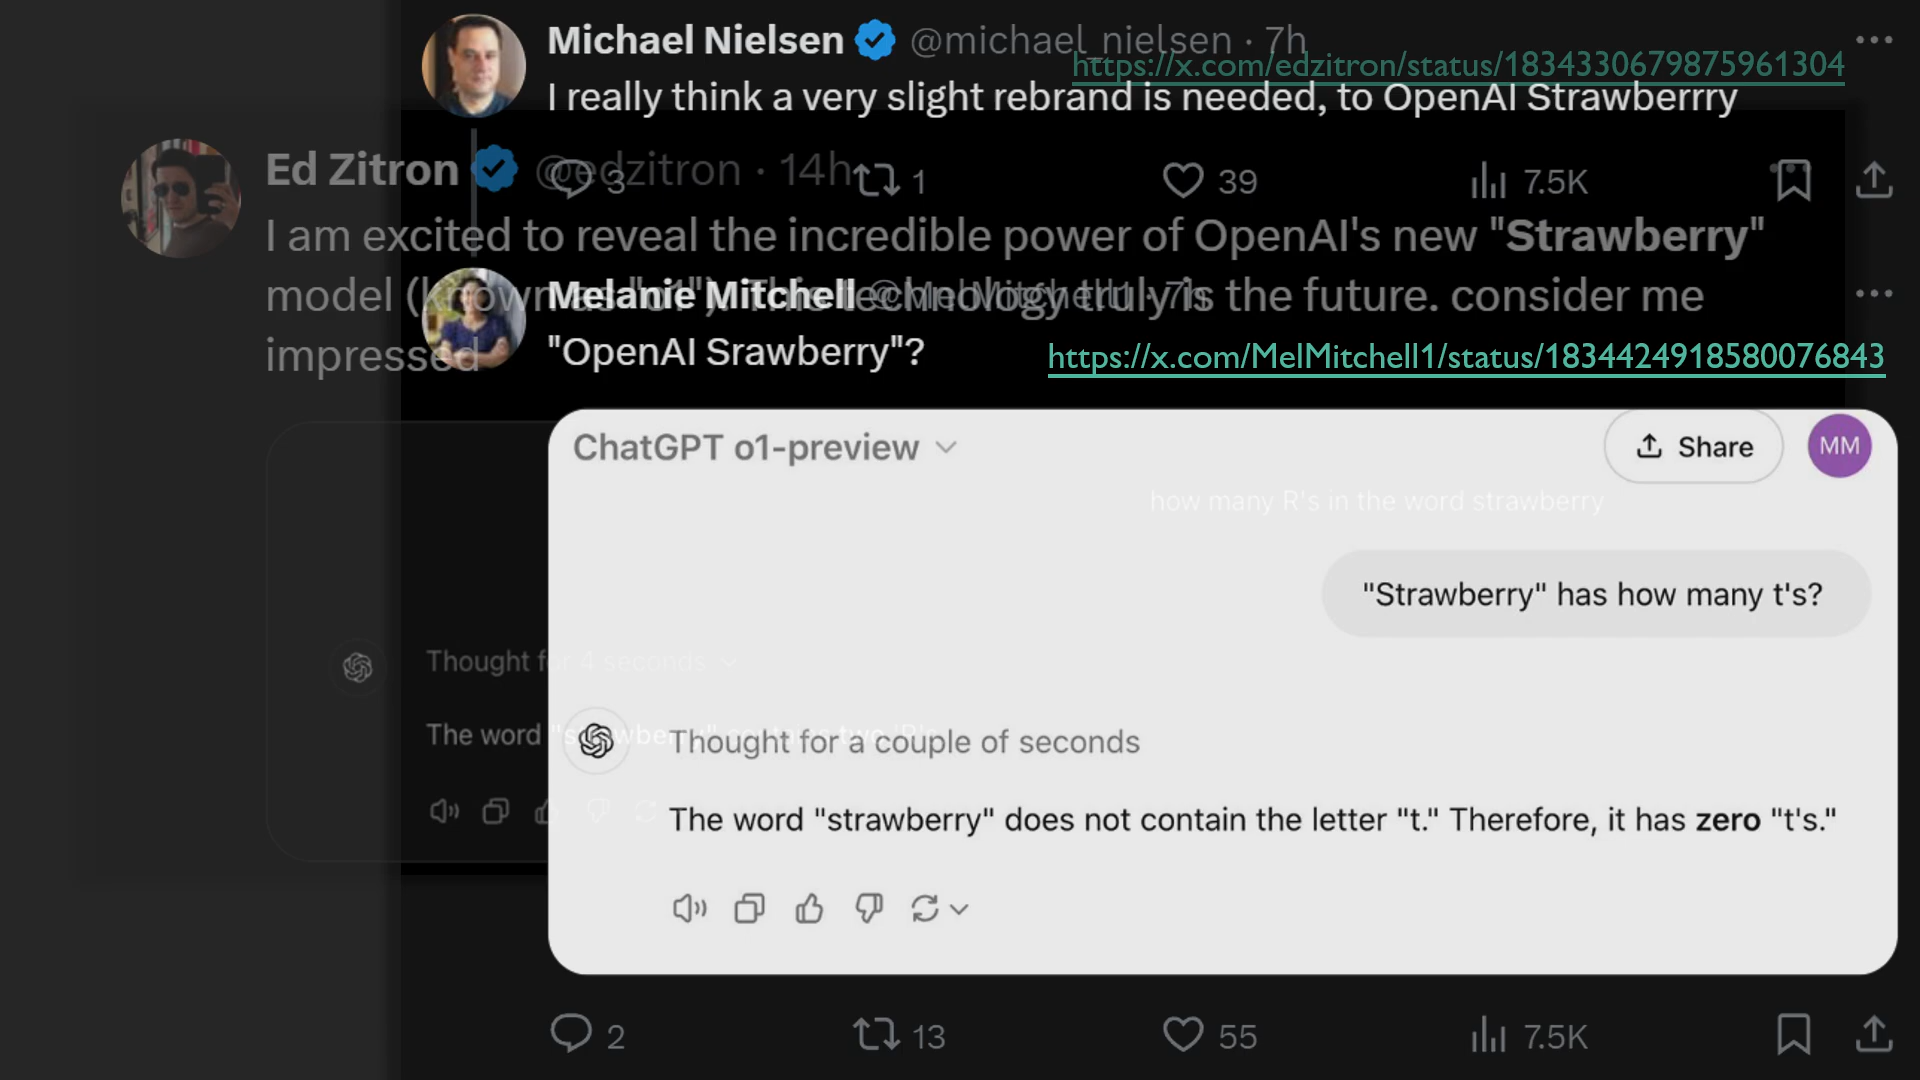 Michael Nielsen @michael_nielsen · 7h
https://x.com/edzitron/status/1834330679875961304
I really think a very slight rebrand is needed, to OpenAI Strawberrry
Ed Zitron @edzitron · 14h
3 1 39 7.5K
I am excited to reveal the incredible power of OpenAI's new "Strawberry"
model (known as "o1"). This technology truly is the future. consider me
impressed
Melanie Mitchell @MelMitchell1 · 7h
"OpenAI Srawberry"?
https://x.com/MelMitchell1/status/1834424918580076843
ChatGPT o1-preview
Share
MM
how many R's in the word strawberry
"Strawberry" has how many t's?
Thought for 4 seconds
The word "strawberry" contains two 'R's.
Thought for a couple of seconds
The word "strawberry" does not contain the letter "t." Therefore, it has zero "t's."
2 13 55 7.5K